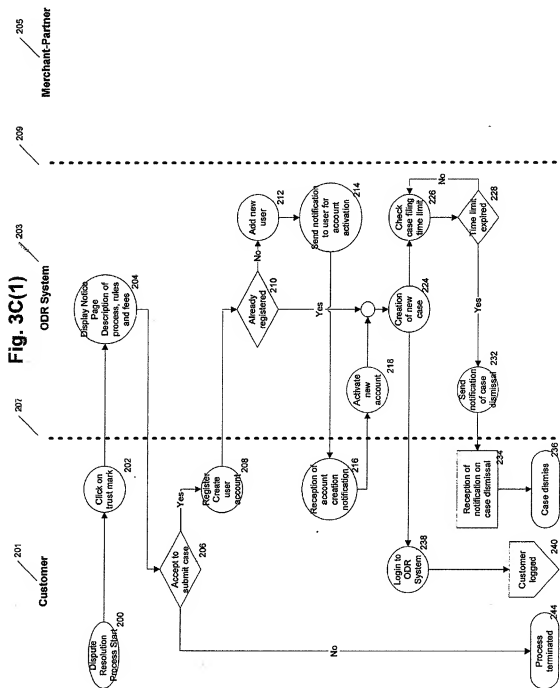 Fig. 3C(1)
Customer
201
207
ODR System
203
209
Merchant-Partner
205
Dispute
Resolution
Process Start
200
Click on
trust mark
202
Display Notice
Page
Description of
process, rules
and fees
204
Accept to
submit case
206
Yes
No
Register
Create
user
account
208
Already
registered
210
No
Yes
Add new
user
212
Send notification
to user for
account
activation
214
Reception of
account
creation
notification
216
Activate
new
account
218
Creation
of new
case
224
Check
case filing
time limit
226
Time limit
expired
228
No
Yes
Send
notification
of case
dismissal
232
Reception of
notification on
case dismissal
234
Case dismiss
236
Login to
ODR
System
238
Customer
logged
240
Process
terminated
244